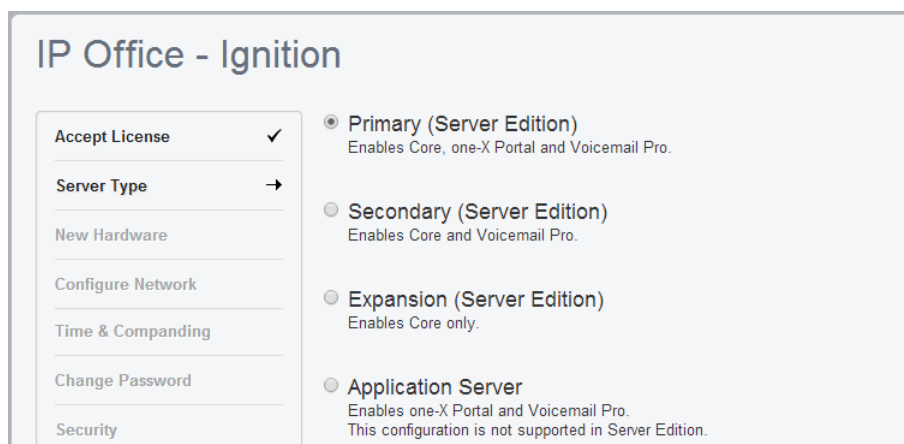 IP Office - Ignition
Accept License
Server Type
New Hardware
Configure Network
Time & Companding
Change Password
Security
Primary (Server Edition)
Enables Core, one-X Portal and Voicemail Pro.
Secondary (Server Edition)
Enables Core and Voicemail Pro.
Expansion (Server Edition)
Enables Core only.
Application Server
Enables one-X Portal and Voicemail Pro.
This configuration is not supported in Server Edition.